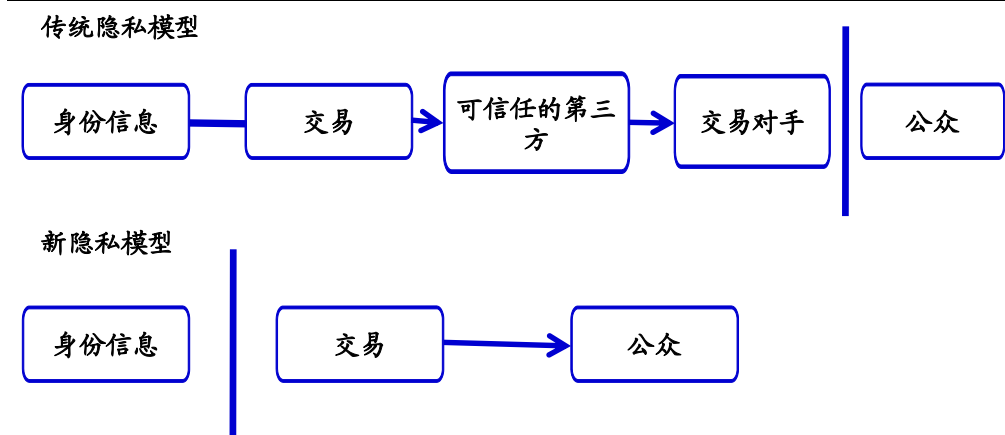 传统隐私模型
身份信息
交易
可信任的第三
方
交易对手
公众
新隐私模型
身份信息
交易
公众